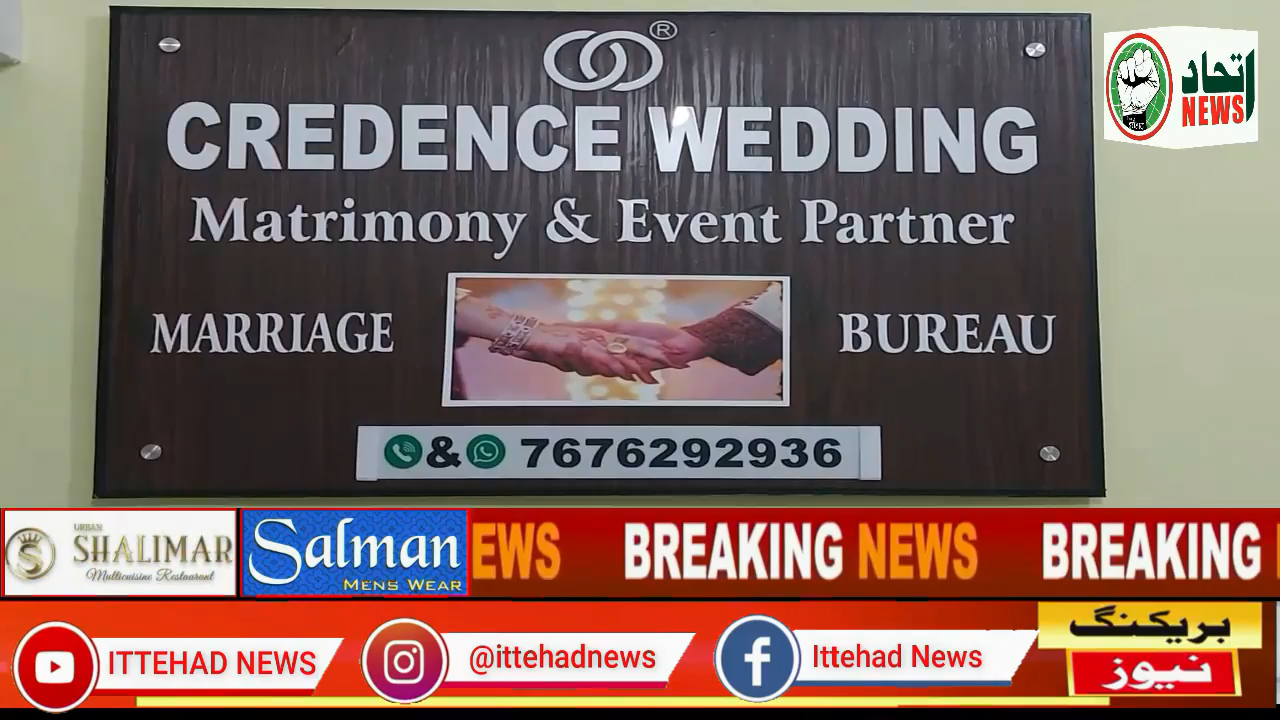 ®
CREDENCE WEDDING
Matrimony & Event Partner
MARRIAGE BUREAU
& 7676292936
اتحاد
NEWS
URBAN
SHALIMAR
Multicuisine Restaurant
Salman
MENS WEAR
EWS BREAKING NEWS BREAKING
ITTEHAD NEWS
@ittehadnews
Ittehad News
بریکنگ
نیوز